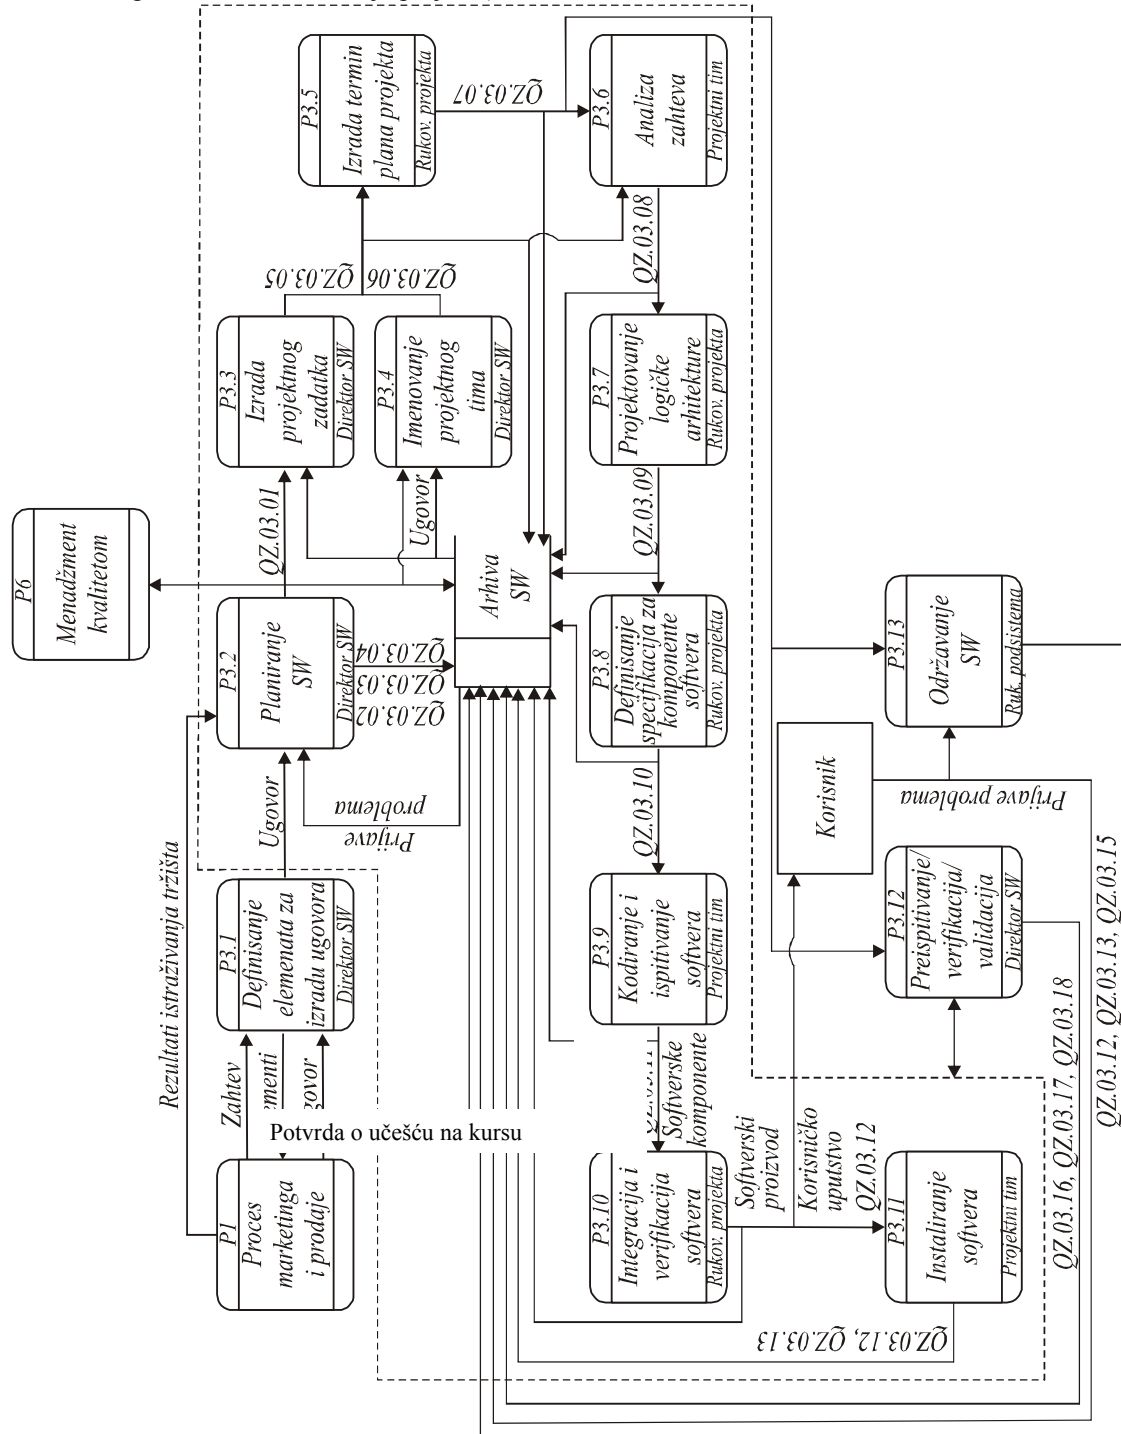 P6
Menadžment
kvalitetom
P3.5
Izrada termin
plana projekta
Rukov. projekta
QZ.03.07
P3.6
Analiza
zahteva
Projektni tim
QZ.03.05
QZ.03.06
QZ.03.08
P3.3
Izrada
projektnog
zadatka
Direktor SW
P3.4
Imenovanje
projektnog
tima
Direktor SW
P3.7
Projektovanje
logičke
arhitekture
Rukov. projekta
QZ.03.01
Ugovor
QZ.03.09
Arhiva
SW
P3.2
Planiranje
SW
Direktor SW
QZ.03.04
QZ.03.03
QZ.03.02
P3.8
Definisanje
specifikacija za
komponente
softvera
Rukov. projekta
P3.13
Održavanje
SW
Ruk. podsistema
Ugovor
Prijave
problema
QZ.03.10
Korisnik
Prijave problema
Rezultati istraživanja tržišta
P3.1
Definisanje
elemenata za
izradu ugovora
Direktor SW
P3.9
Kodiranje i
ispitivanje
softvera
Projektni tim
P3.12
Preispitivanje/
verifikacija/
validacija
Direktor SW
Zahtev
Softverske
komponente
Potvrda o učešću na kursu
P1
Proces
marketinga
i prodaje
P3.10
Integracija i
verifikacija
softvera
Rukov. projekta
Softverski
proizvod
Korisničko
uputstvo
QZ.03.12
P3.11
Instaliranje
softvera
Projektni tim
QZ.03.12, QZ.03.13
QZ.03.16, QZ.03.17, QZ.03.18
QZ.03.12, QZ.03.13, QZ.03.15